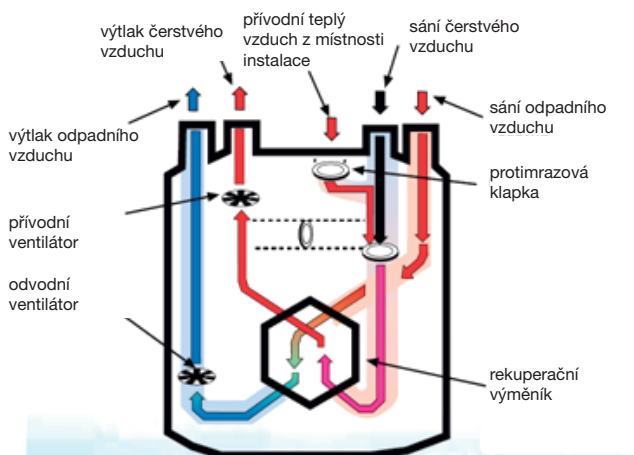 výtlak čerstvého
vzduchu
přívodní teplý
vzduch z místnosti
instalace
sání čerstvého
vzduchu
výtlak odpadního
vzduchu
sání odpadního
vzduchu
protimrazová
klapka
přívodní
ventilátor
odvodní
ventilátor
rekuperační
výměník